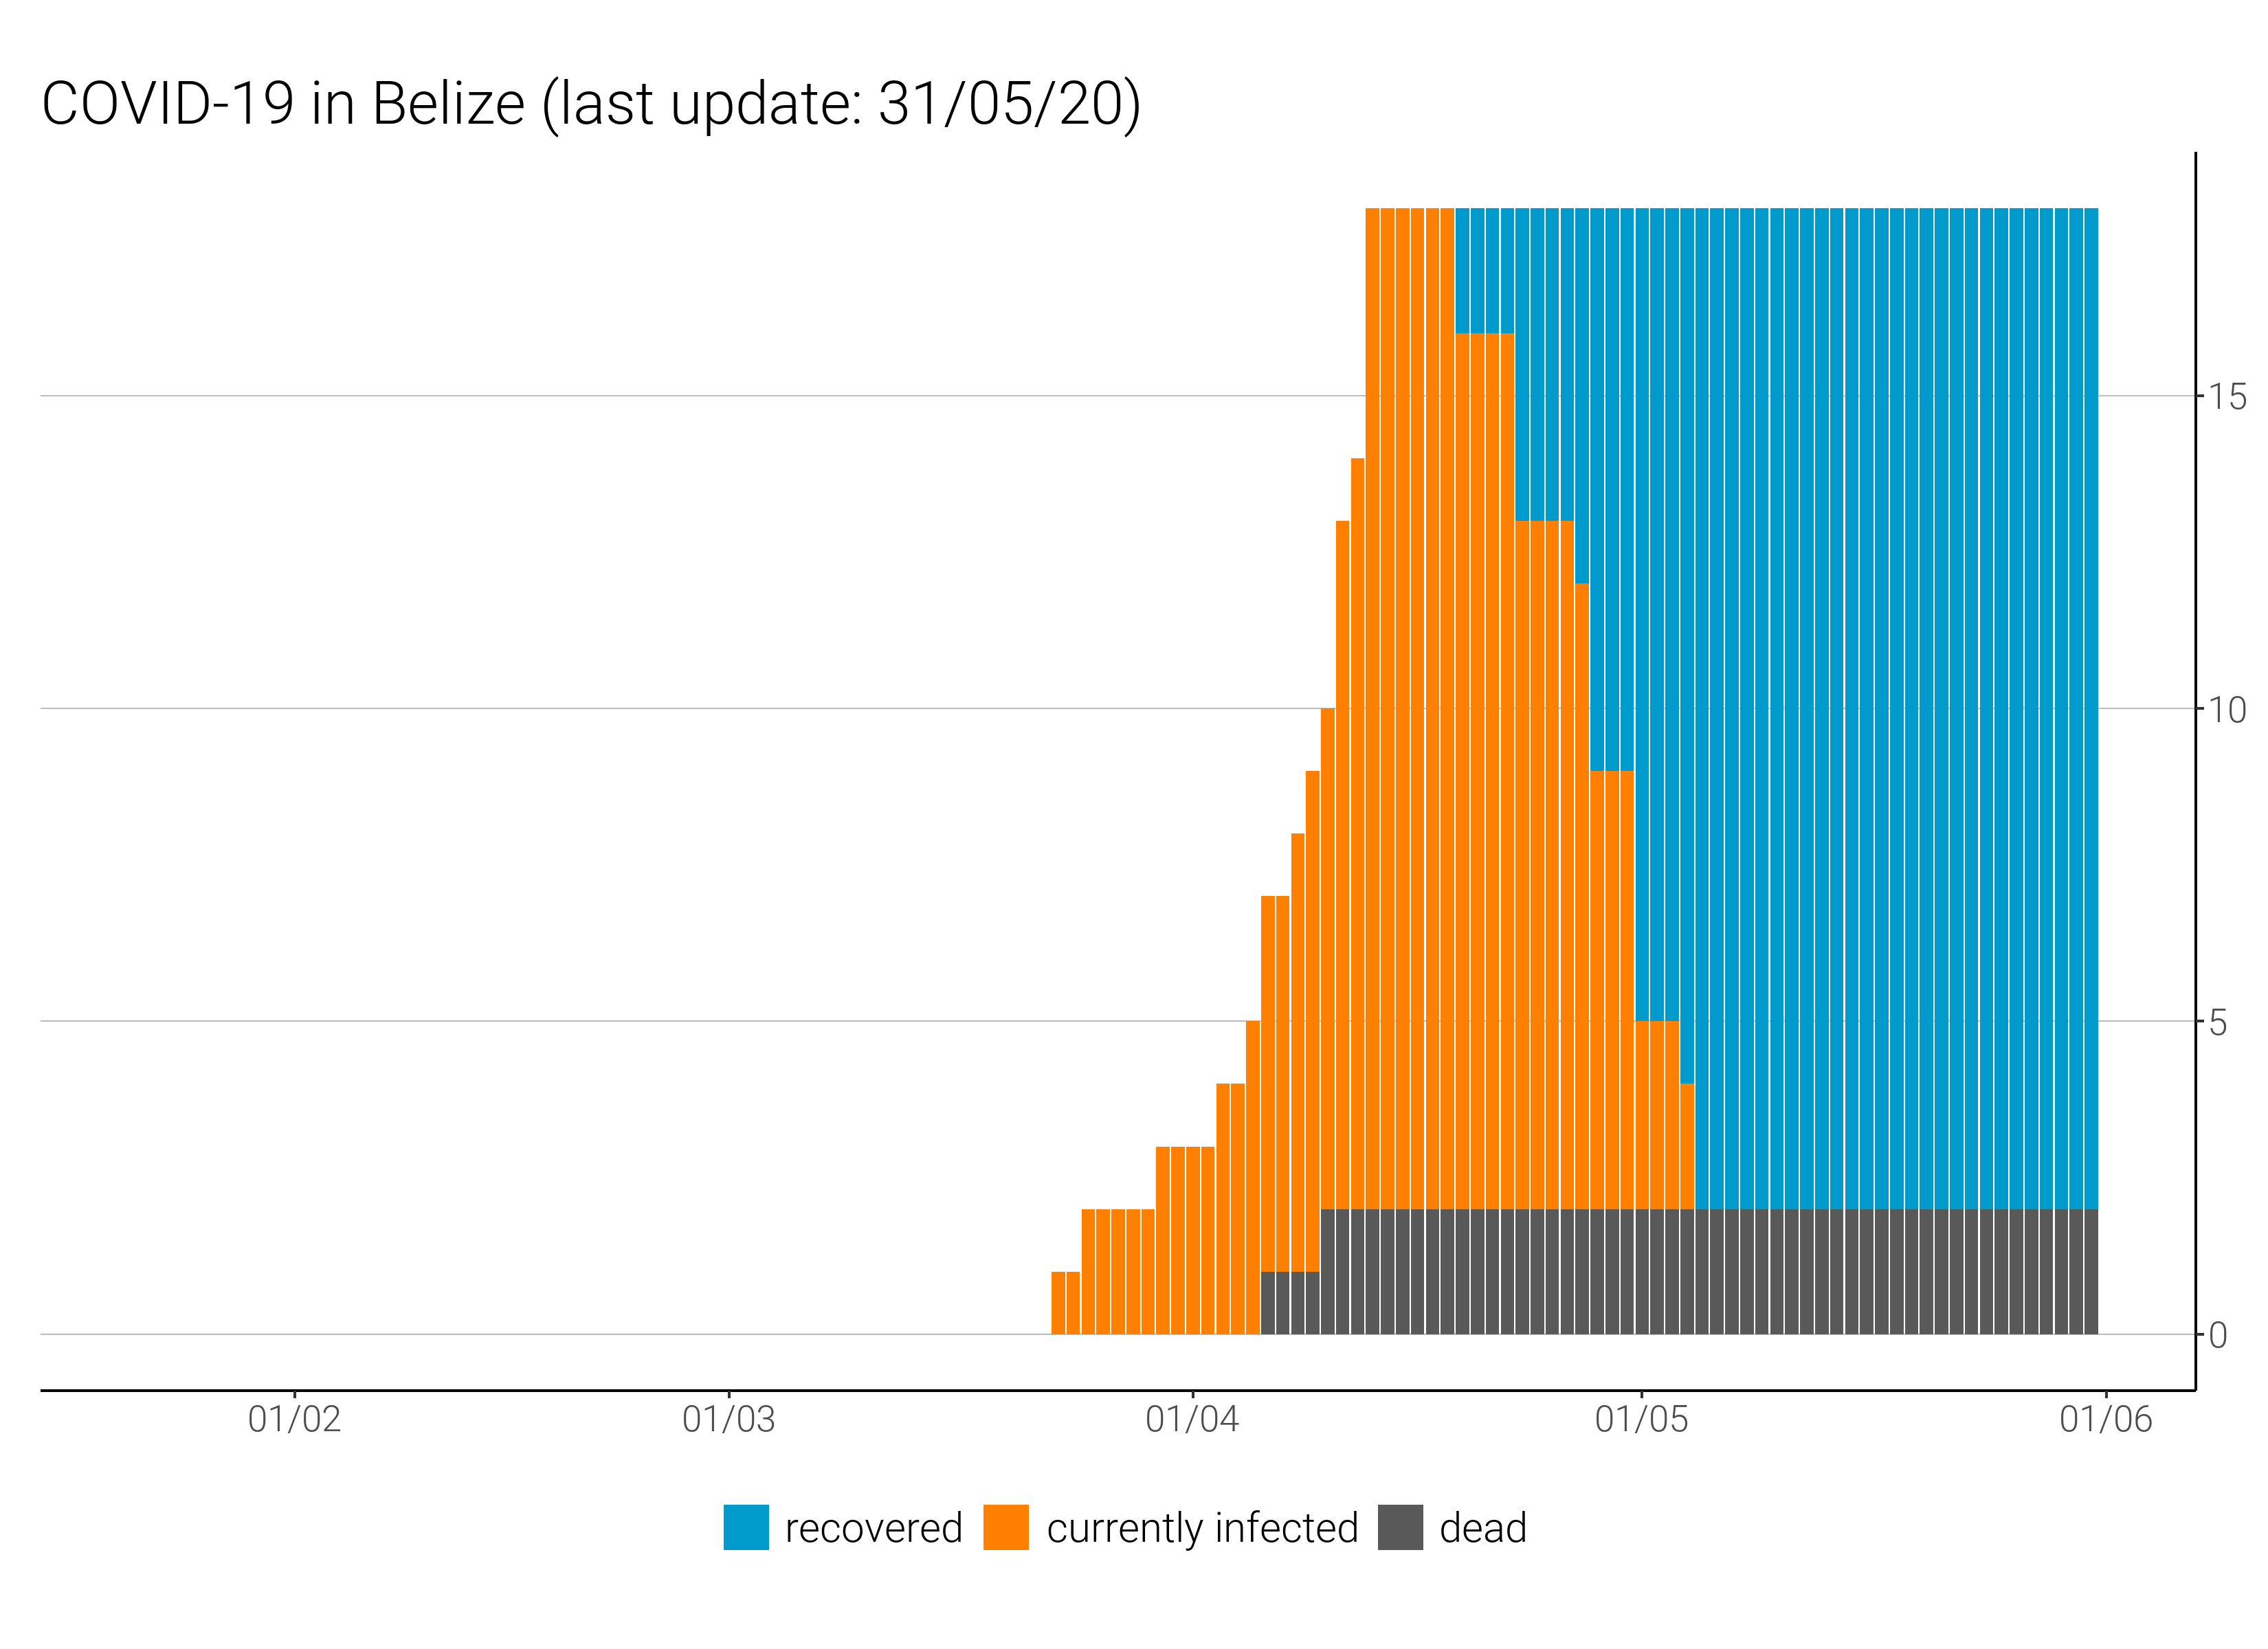 COVID-19 in Belize (last update: 31/05/20)
15
10
5
0
01/02 01/03 01/04 01/05 01/06
recovered currently infected dead